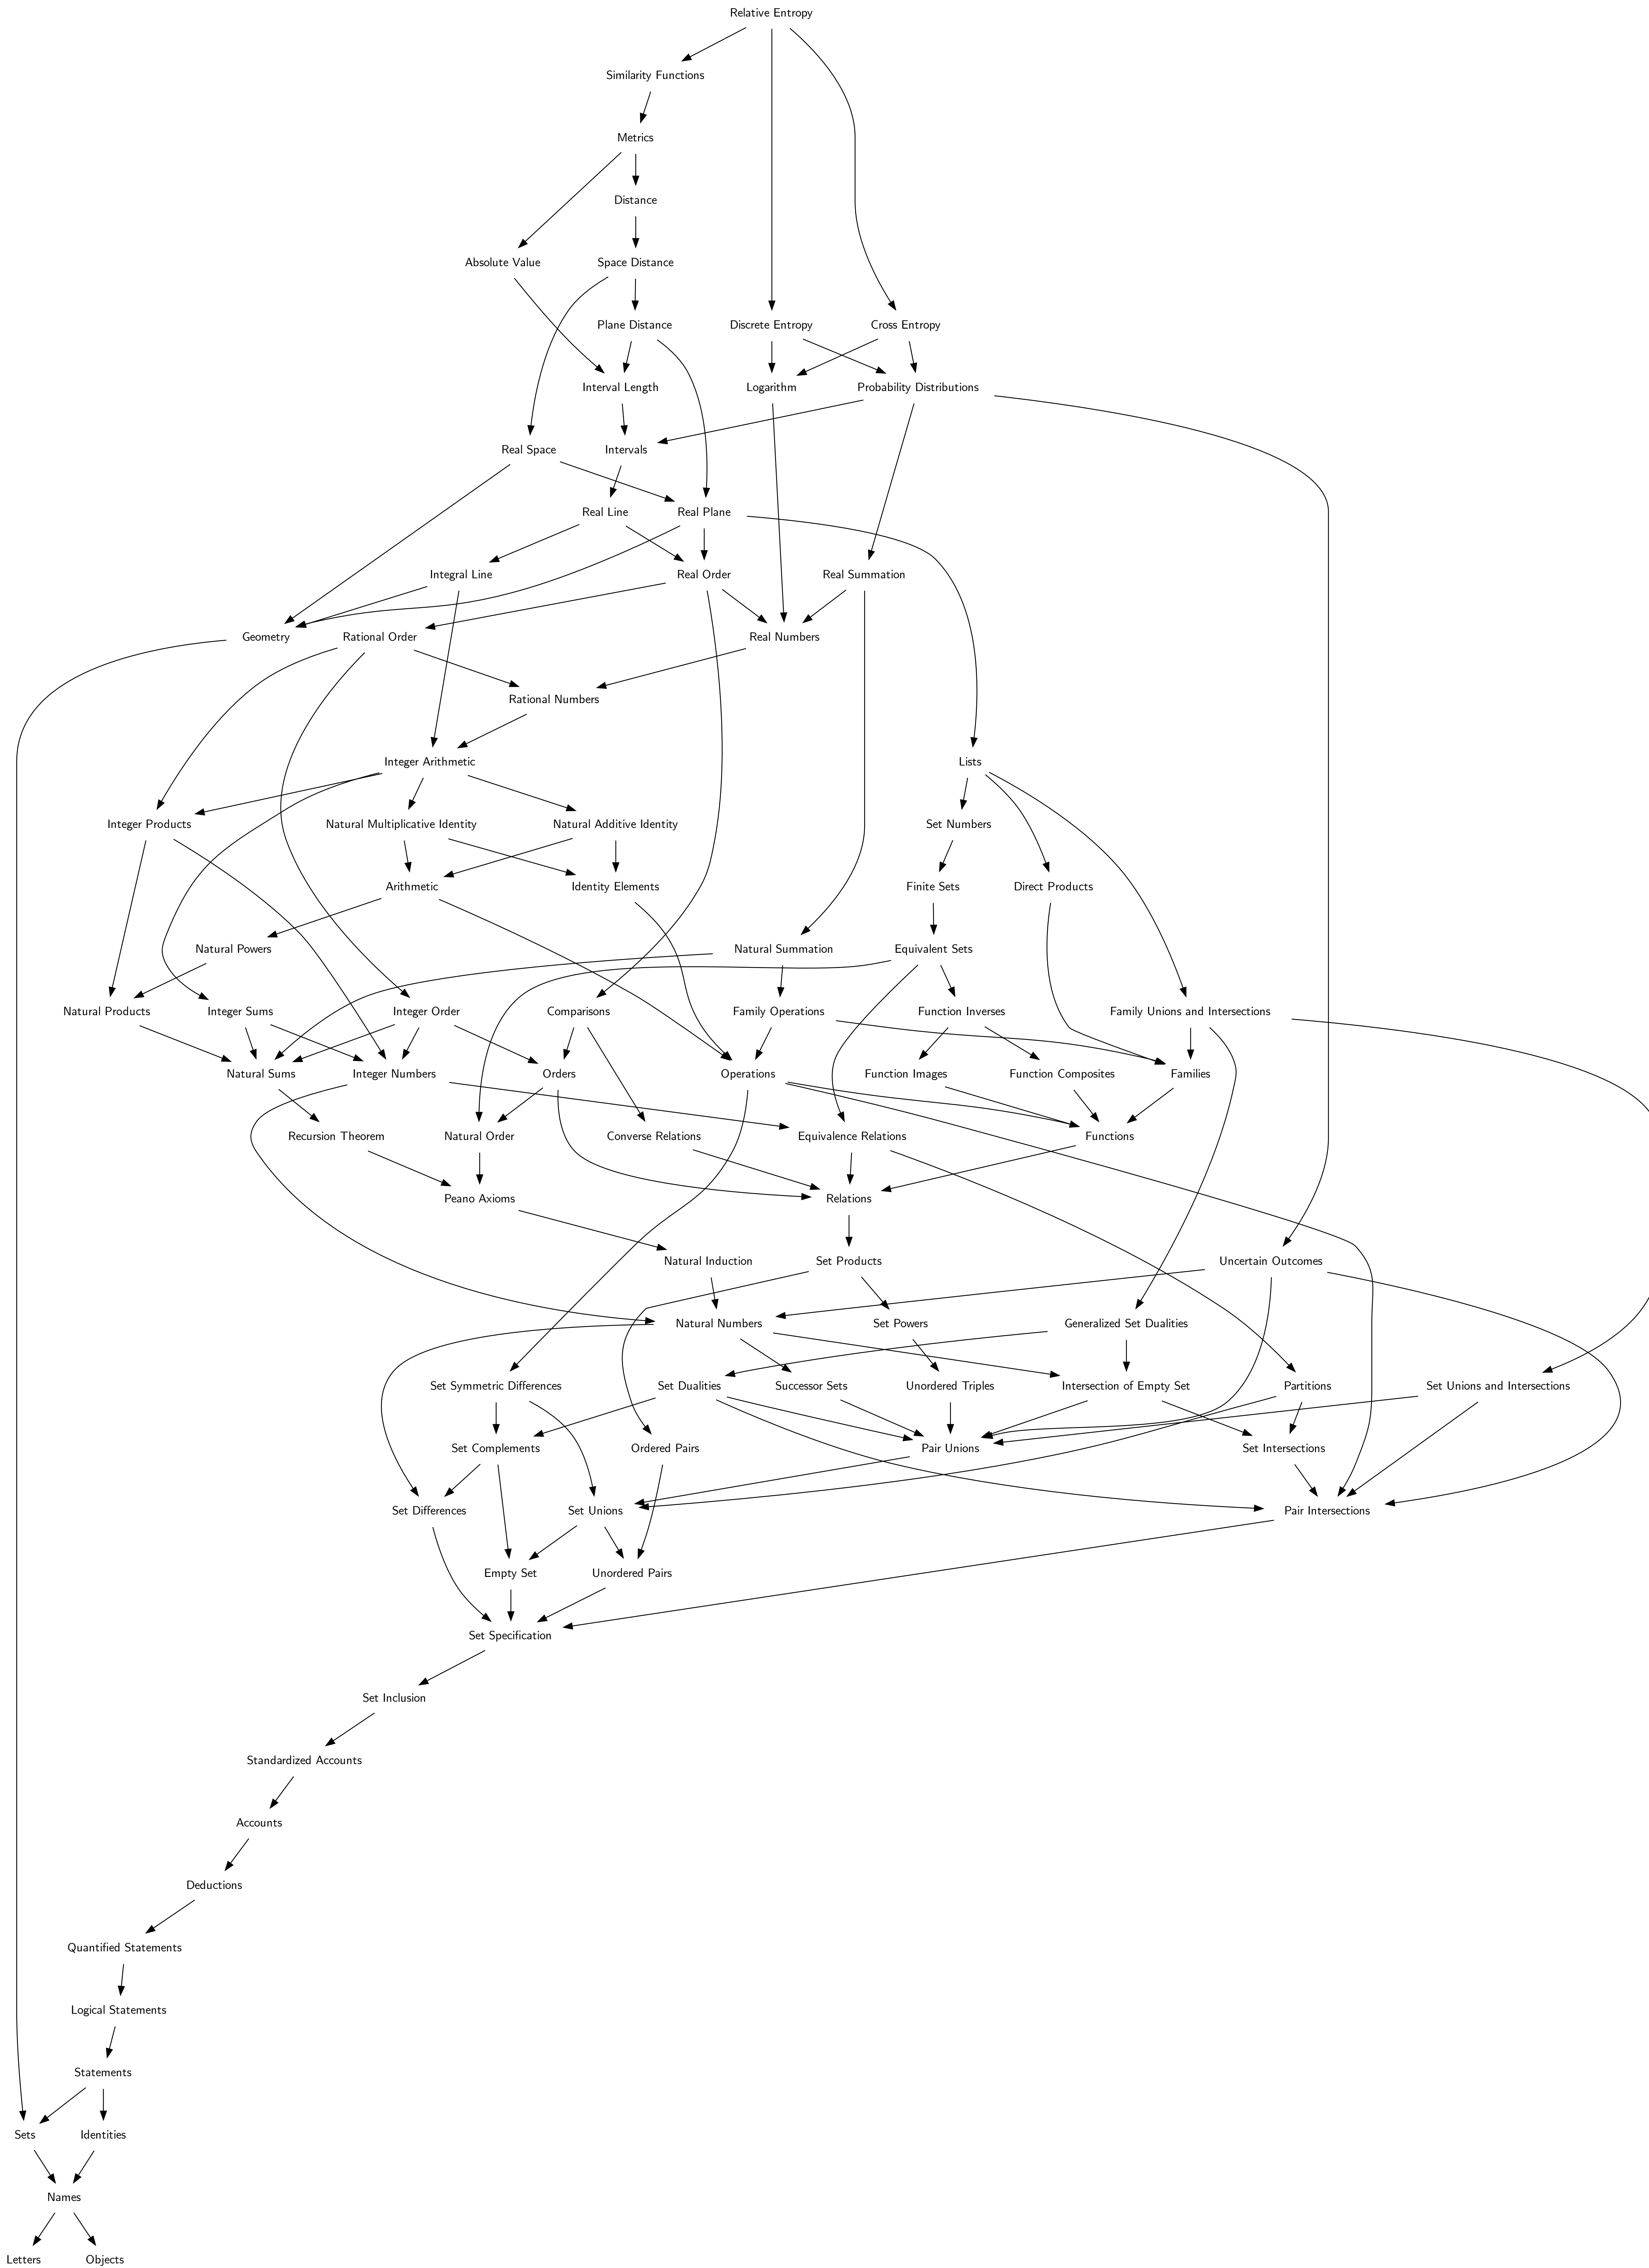 Relative Entropy
Similarity Functions
Metrics
Distance
Absolute Value
Space Distance
Plane Distance
Discrete Entropy
Cross Entropy
Interval Length
Logarithm
Probability Distributions
Real Space
Intervals
Real Line
Real Plane
Integral Line
Real Order
Real Summation
Geometry
Rational Order
Real Numbers
Rational Numbers
Integer Arithmetic
Lists
Integer Products
Natural Multiplicative Identity
Natural Additive Identity
Set Numbers
Arithmetic
Identity Elements
Finite Sets
Direct Products
Natural Powers
Natural Summation
Equivalent Sets
Natural Products
Integer Sums
Integer Order
Comparisons
Family Operations
Function Inverses
Family Unions and Intersections
Natural Sums
Integer Numbers
Orders
Operations
Function Images
Function Composites
Families
Recursion Theorem
Natural Order
Converse Relations
Equivalence Relations
Functions
Peano Axioms
Relations
Natural Induction
Set Products
Uncertain Outcomes
Natural Numbers
Set Powers
Generalized Set Dualities
Set Symmetric Differences
Set Dualities
Successor Sets
Unordered Triples
Intersection of Empty Set
Partitions
Set Unions and Intersections
Set Complements
Ordered Pairs
Pair Unions
Set Intersections
Set Differences
Set Unions
Pair Intersections
Empty Set
Unordered Pairs
Set Specification
Set Inclusion
Standardized Accounts
Accounts
Deductions
Quantified Statements
Logical Statements
Statements
Sets
Identities
Names
Letters
Objects